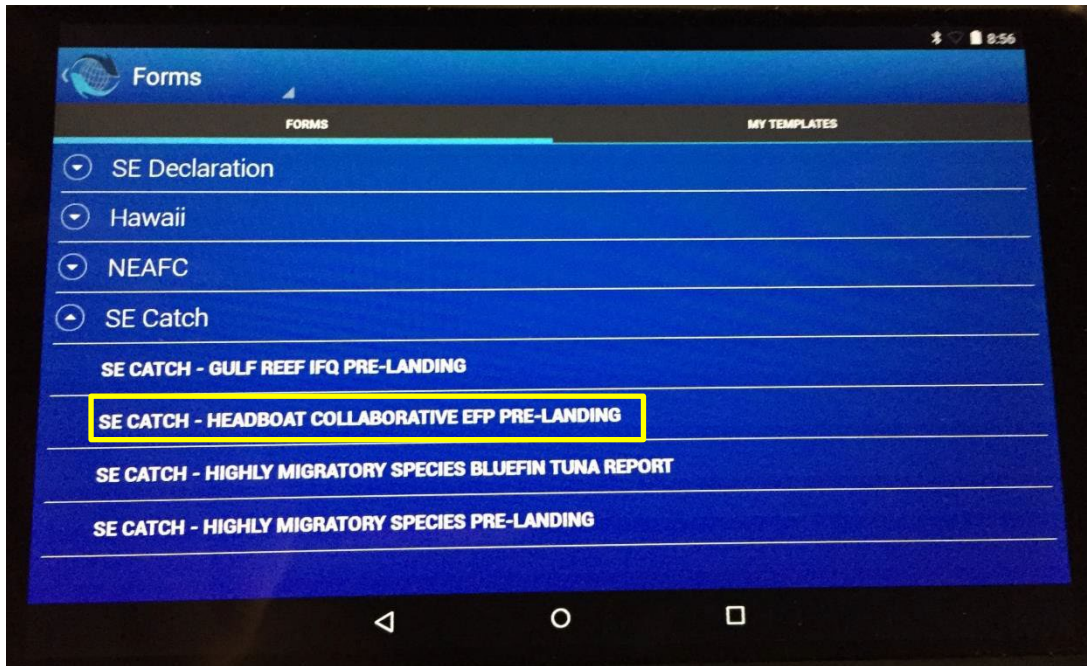 8:56
Forms
FORMS
MY TEMPLATES
SE Declaration
Hawaii
NEAFC
SE Catch
SE CATCH - GULF REEF IFQ PRE-LANDING
SE CATCH - HEADBOAT COLLABORATIVE EFP PRE-LANDING
SE CATCH - HIGHLY MIGRATORY SPECIES BLUEFIN TUNA REPORT
SE CATCH - HIGHLY MIGRATORY SPECIES PRE-LANDING